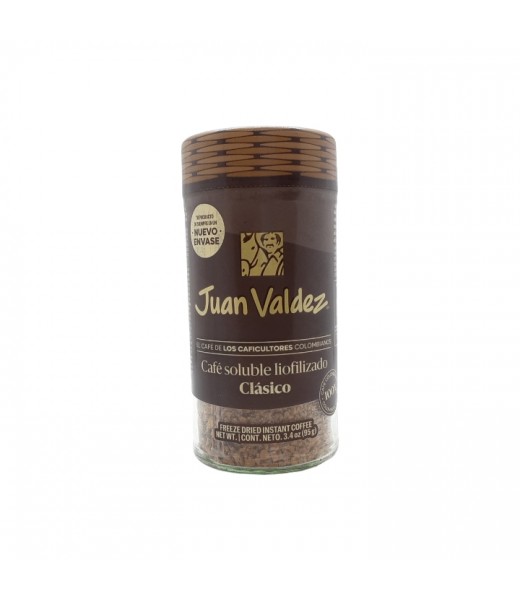 NUEVO
ENVASE
Juan Valdez
EL CAFÉ DE LOS CAFICULTORES COLOMBIANOS
Café soluble liofilizado
Clásico
100%
FREEZE DRIED INSTANT COFFEE
NET WT. | CONT. NETO. 3.4 oz (95 g)